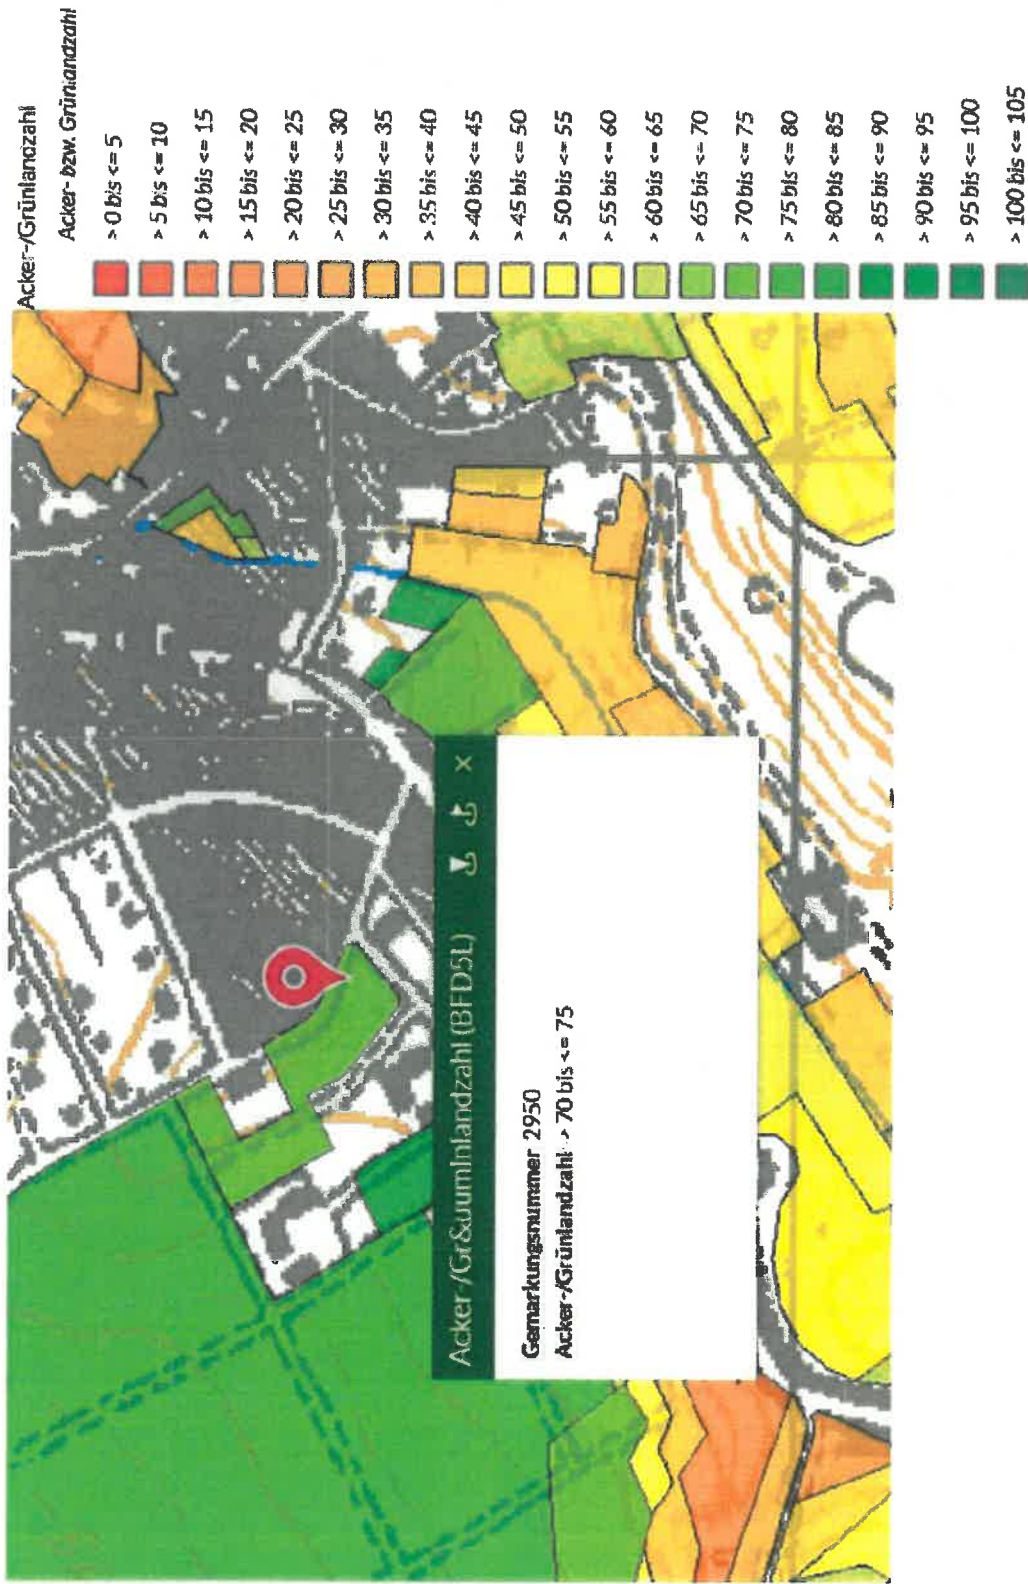 Acker-/Grünlandzahl
Acker- bzw. Grünlandzahl
> 0 bis <= 5
> 5 bis <= 10
> 10 bis <= 15
> 15 bis <= 20
> 20 bis <= 25
> 25 bis <= 30
> 30 bis <= 35
> 35 bis <= 40
> 40 bis <= 45
> 45 bis <= 50
> 50 bis <= 55
> 55 bis <= 60
> 60 bis <= 65
> 65 bis <= 70
> 70 bis <= 75
> 75 bis <= 80
> 80 bis <= 85
> 85 bis <= 90
> 90 bis <= 95
> 95 bis <= 100
> 100 bis <= 105
Acker-/Gr&uumlnlandzahl (BFD5L)
Gemarkungsnummer 2950
Acker-/Grünlandzahl > 70 bis <= 75